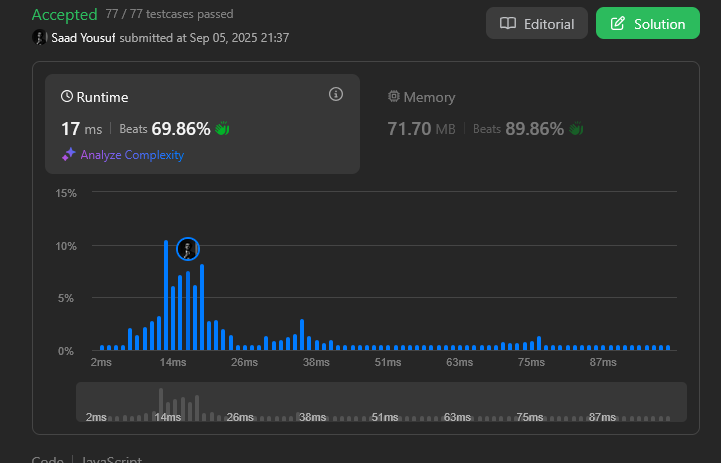 Accepted 77 / 77 testcases passed
Editorial
Solution
Saad Yousuf submitted at Sep 05, 2025 21:37
Runtime
17 ms | Beats 69.86%
Analyze Complexity
Memory
71.70 MB | Beats 89.86%
15%
10%
5%
0%
2ms 14ms 26ms 38ms 51ms 63ms 75ms 87ms
2ms 14ms 26ms 38ms 51ms 63ms 75ms 87ms
Code | JavaScript